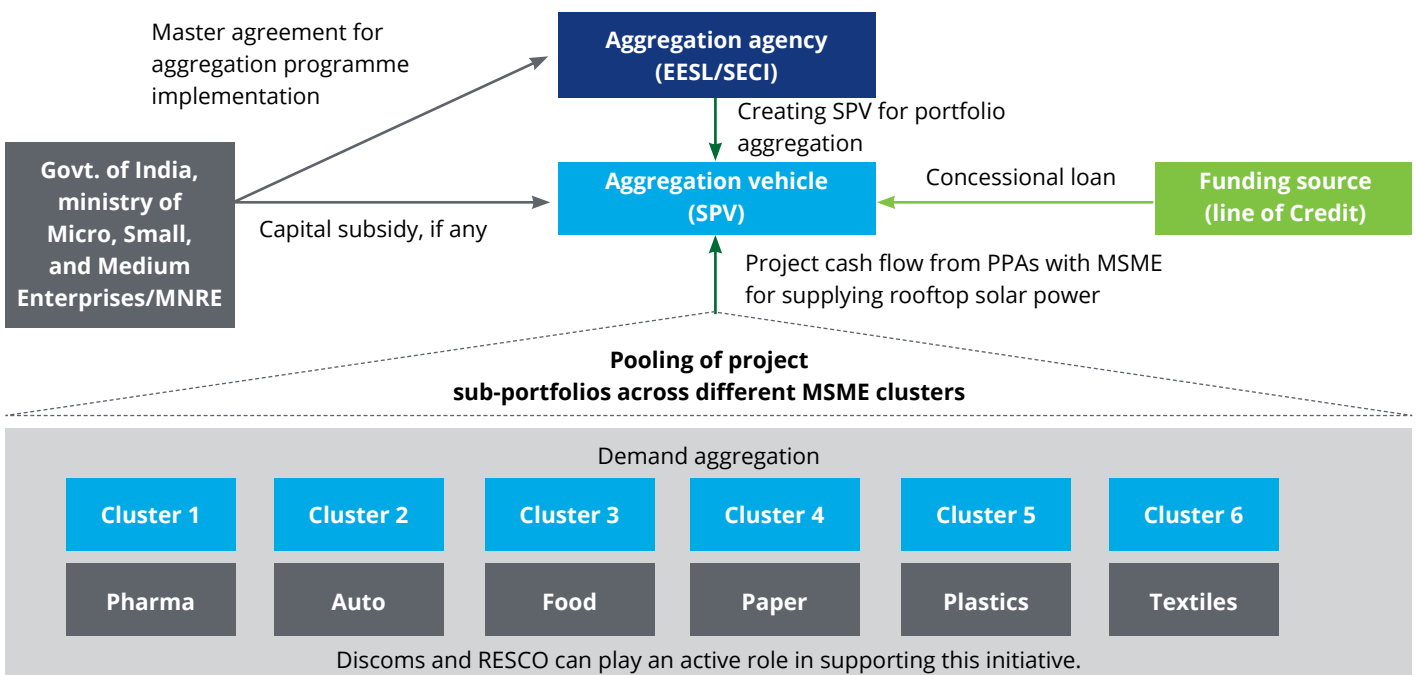 Master agreement for
aggregation programme
implementation
Aggregation agency
(EESL/SECI)
Creating SPV for portfolio
aggregation
Govt. of India,
ministry of
Micro, Small,
and Medium
Enterprises/MNRE
Capital subsidy, if any
Aggregation vehicle
(SPV)
Concessional loan
Funding source
(line of Credit)
Project cash flow from PPAs with MSME
for supplying rooftop solar power
Pooling of project
sub-portfolios across different MSME clusters
Demand aggregation
Cluster 1
Cluster 2
Cluster 3
Cluster 4
Cluster 5
Cluster 6
Pharma
Auto
Food
Paper
Plastics
Textiles
Discoms and RESCO can play an active role in supporting this initiative.